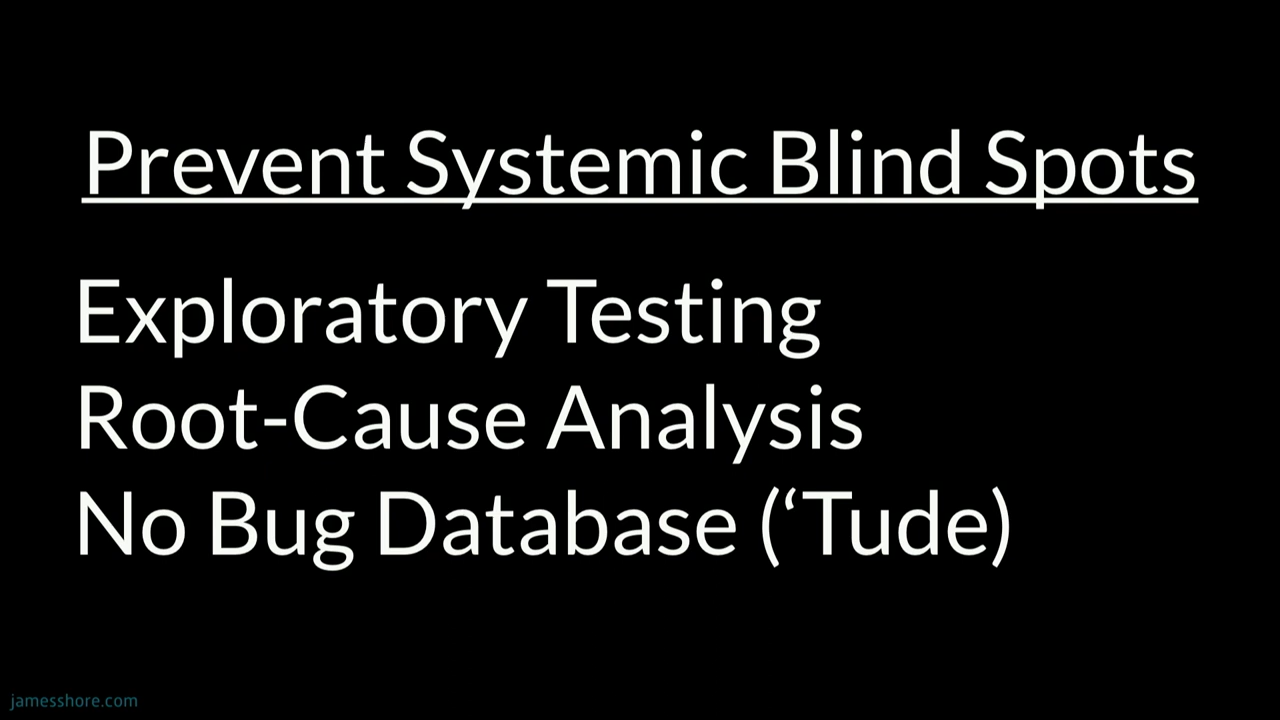 Prevent Systemic Blind Spots
Exploratory Testing
Root-Cause Analysis
No Bug Database (‘Tude)
jamesshore.com